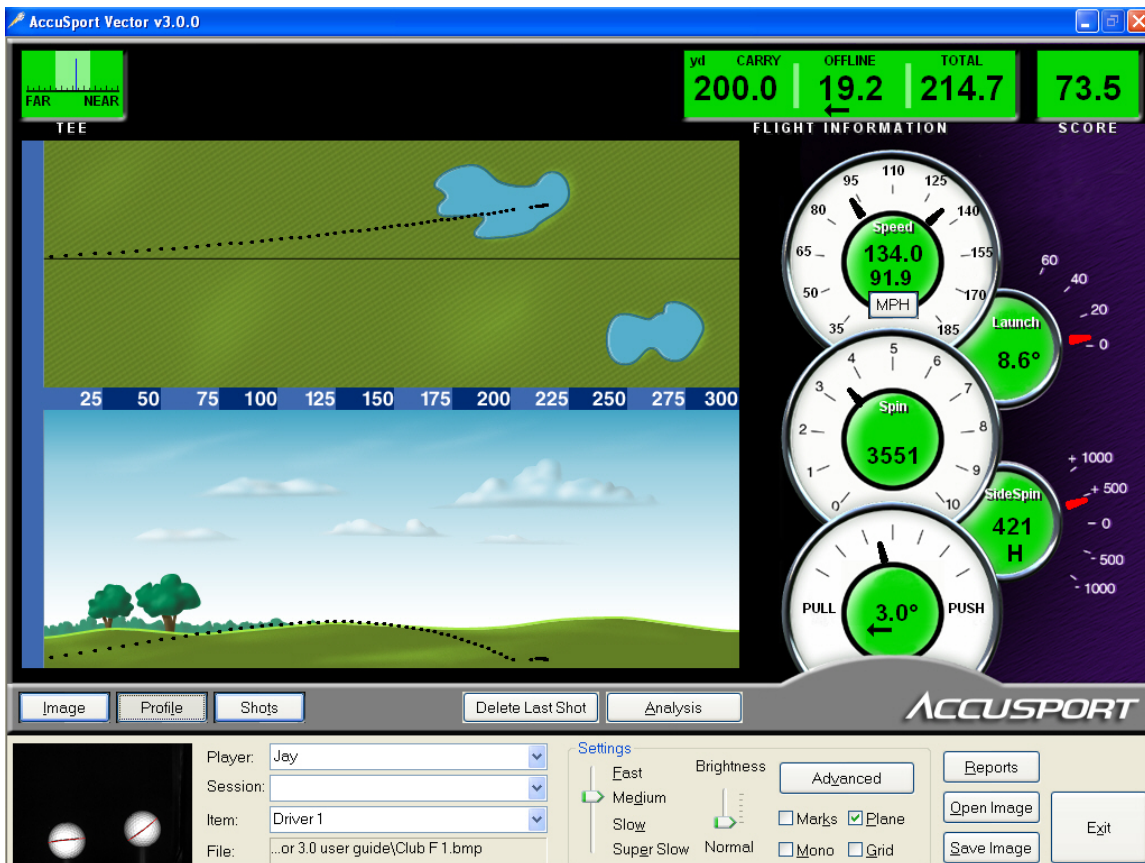 AccuSport Vector v3.0.0
FAR NEAR
TEE
yd CARRY OFFLINE TOTAL
200.0 19.2 214.7
FLIGHT INFORMATION
73.5
SCORE
25 50 75 100 125 150 175 200 225 250 275 300
35 50 65 80 95 110 125 140 155 170 185
Speed
134.0
91.9
MPH
60
40
20
0
Launch
8.6°
0 1 2 3 4 5 6 7 8 9 10
Spin
3551
+ 1000
+ 500
0
- 500
- 1000
SideSpin
421
H
PULL 3.0° PUSH
Image Profile Shots Delete Last Shot Analysis
ACCUSPORT
Player: Jay
Session:
Item: Driver 1
File: ...or 3.0 user guide\Club F 1.bmp
Settings
Fast
Medium
Slow
Super Slow
Brightness
Normal
Advanced
Marks Plane
Mono Grid
Reports
Open Image
Save Image
Exit